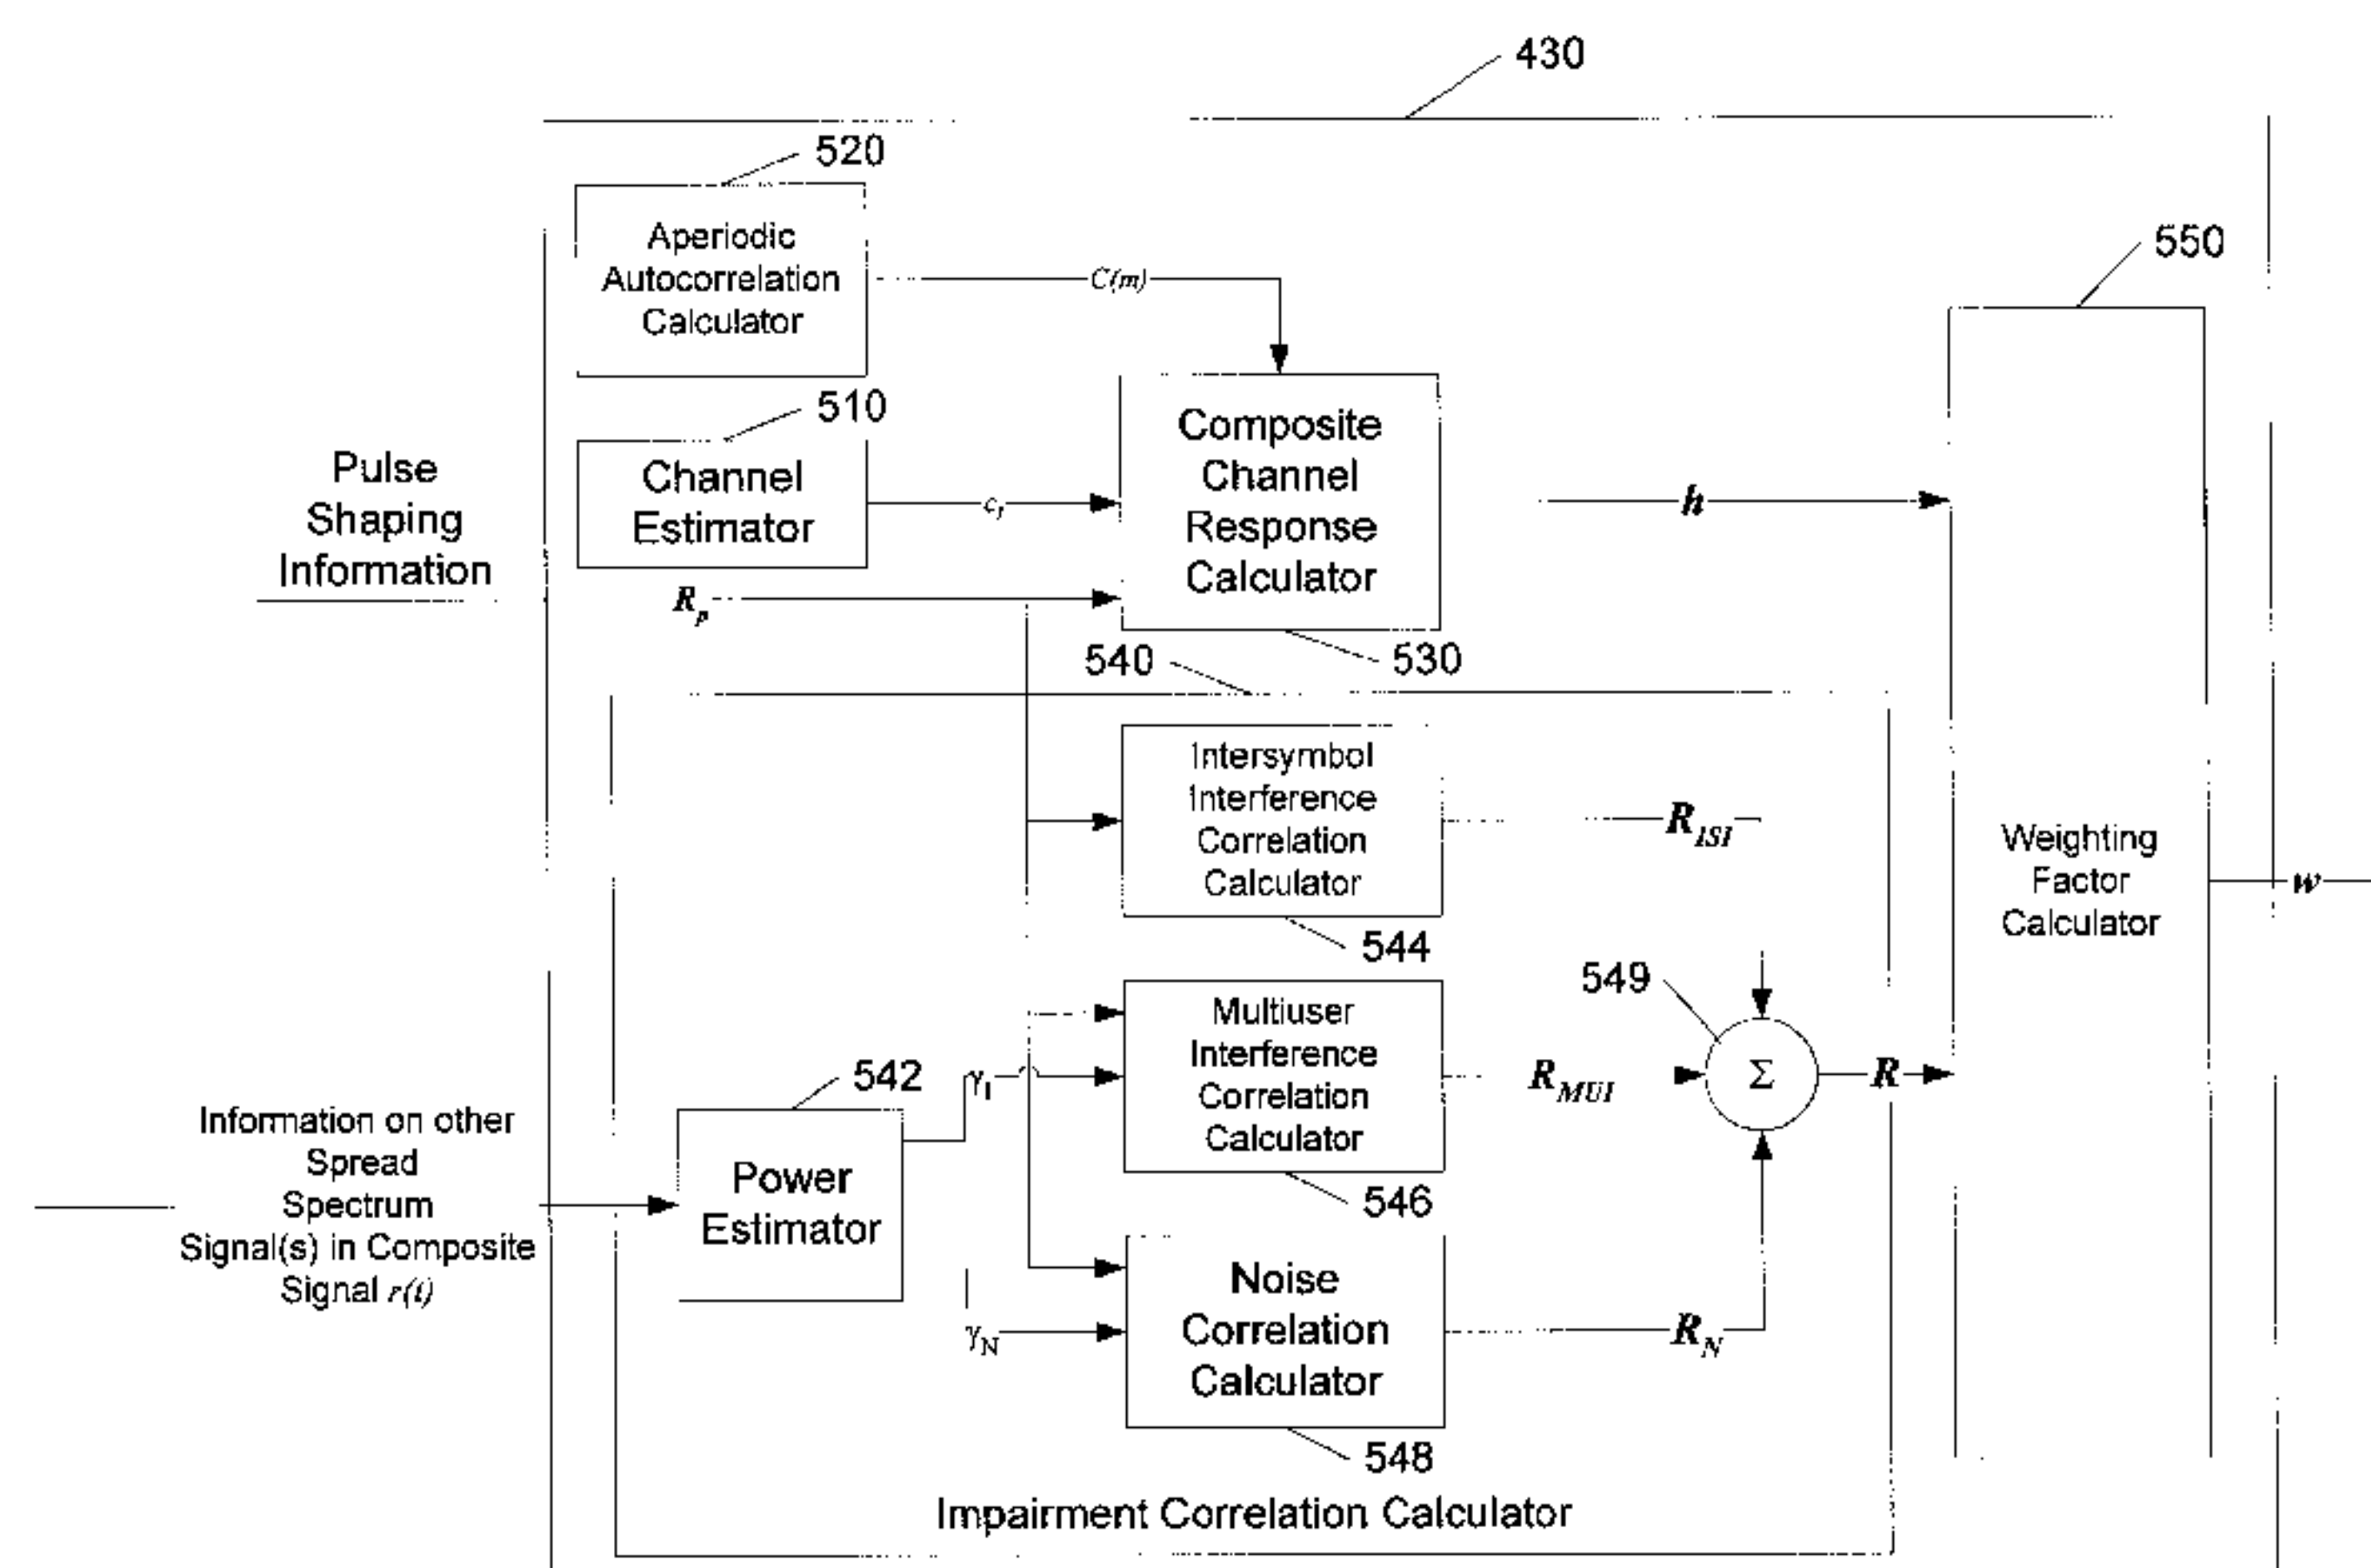 430
520
Aperiodic
Autocorrelation
Calculator
C(m)
550
510
Channel
Estimator
Composite
Channel
Response
Calculator
Pulse
Shaping
Information
h
R_p
530
540
Intersymbol
Interference
Correlation
Calculator
R_ISI
544
Weighting
Factor
Calculator
w
549
Multiuser
Interference
Correlation
Calculator
R_MUI
Σ
R
542
γ_I
546
Information on other
Spread
Spectrum
Signal(s) in Composite
Signal r(t)
Power
Estimator
γ_N
Noise
Correlation
Calculator
R_N
548
Impairment Correlation Calculator